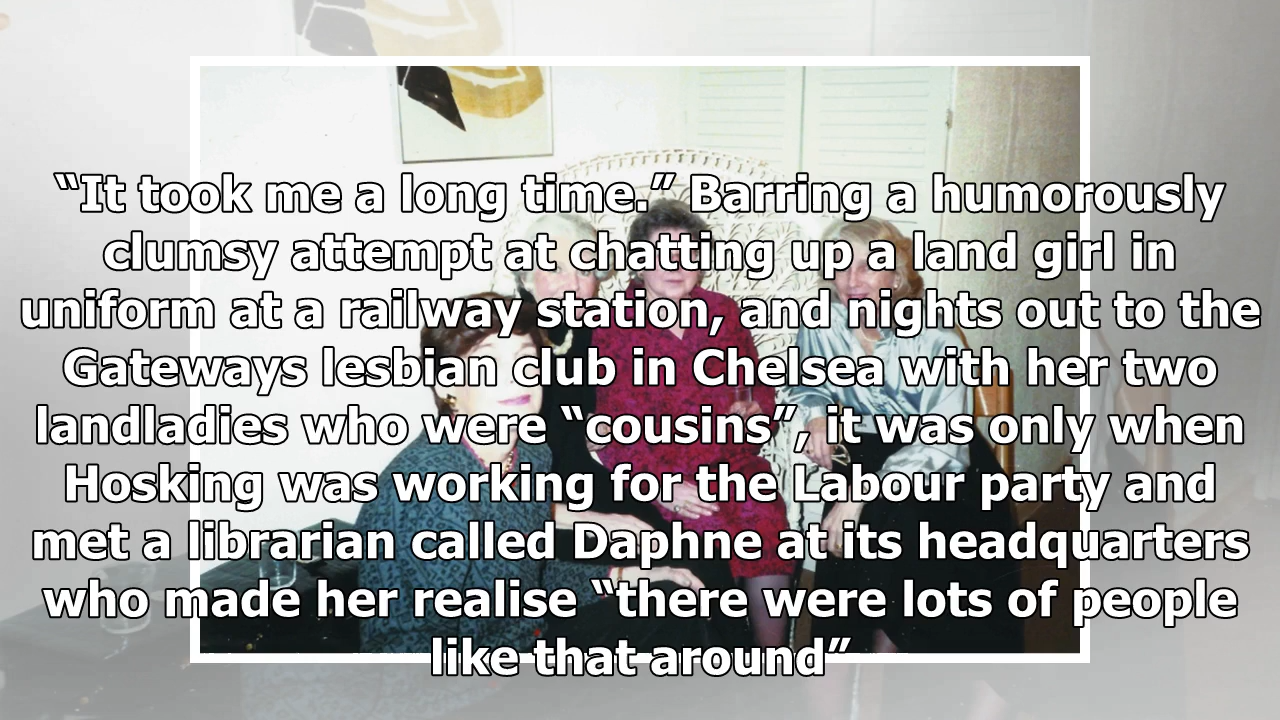 “It took me a long time.” Barring a humorously
clumsy attempt at chatting up a land girl in
uniform at a railway station, and nights out to the
Gateways lesbian club in Chelsea with her two
landladies who were “cousins”, it was only when
Hosking was working for the Labour party and
met a librarian called Daphne at its headquarters
who made her realise “there were lots of people
like that around”